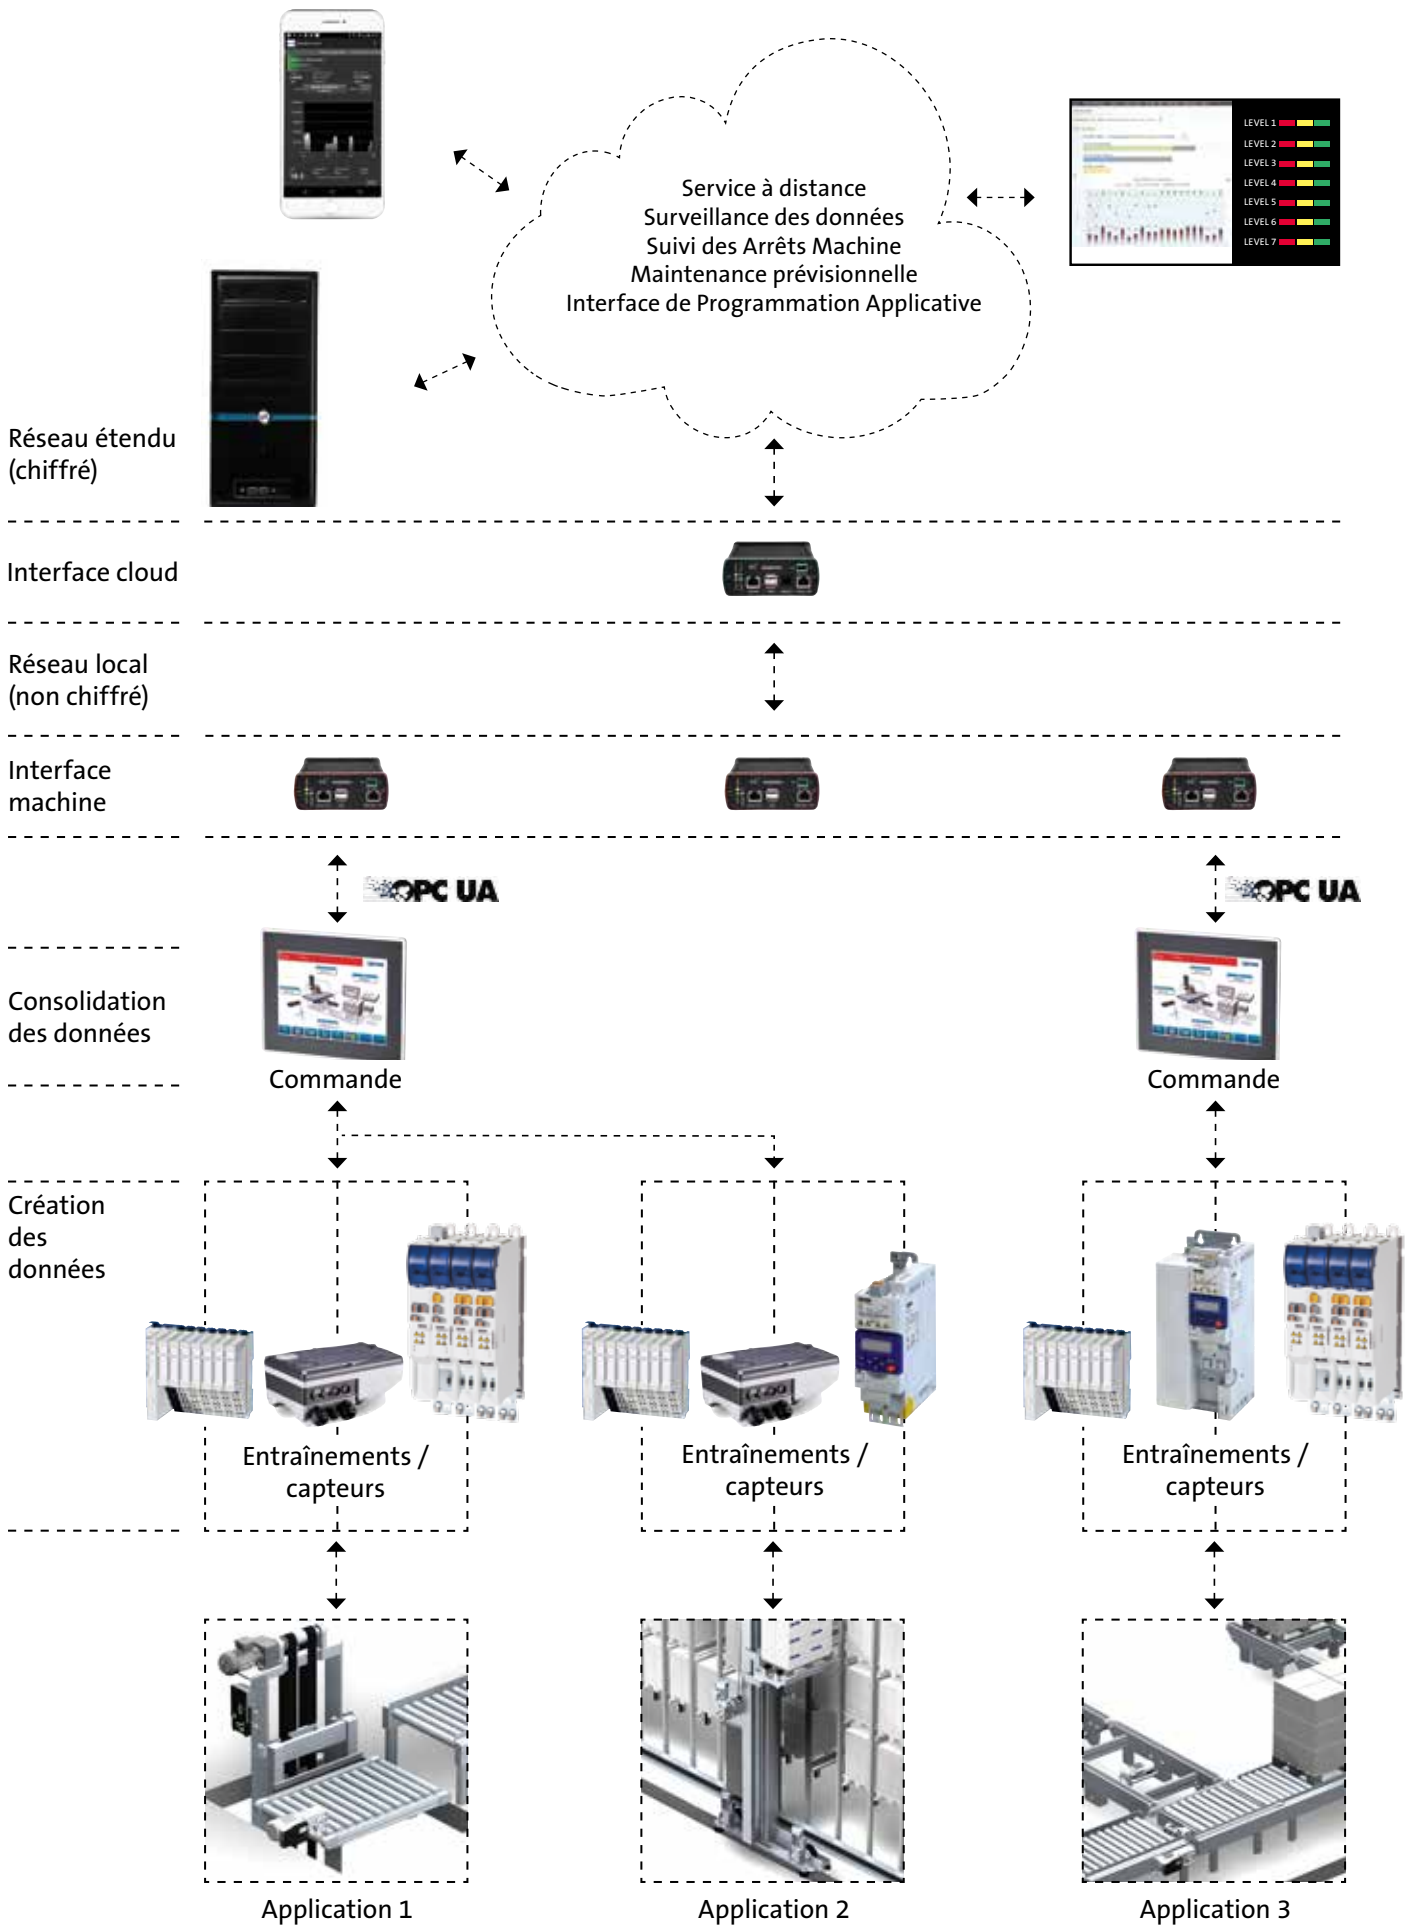 Service à distance
Surveillance des données
Suivi des Arrêts Machine
Maintenance prévisionnelle
Interface de Programmation Applicative
LEVEL 1
LEVEL 2
LEVEL 3
LEVEL 4
LEVEL 5
LEVEL 6
LEVEL 7
Réseau étendu
(chiffré)
Interface cloud
Réseau local
(non chiffré)
Interface
machine
OPC UA
OPC UA
Consolidation
des données
Commande
Commande
Création
des
données
Entraînements /
capteurs
Entraînements /
capteurs
Entraînements /
capteurs
Application 1
Application 2
Application 3